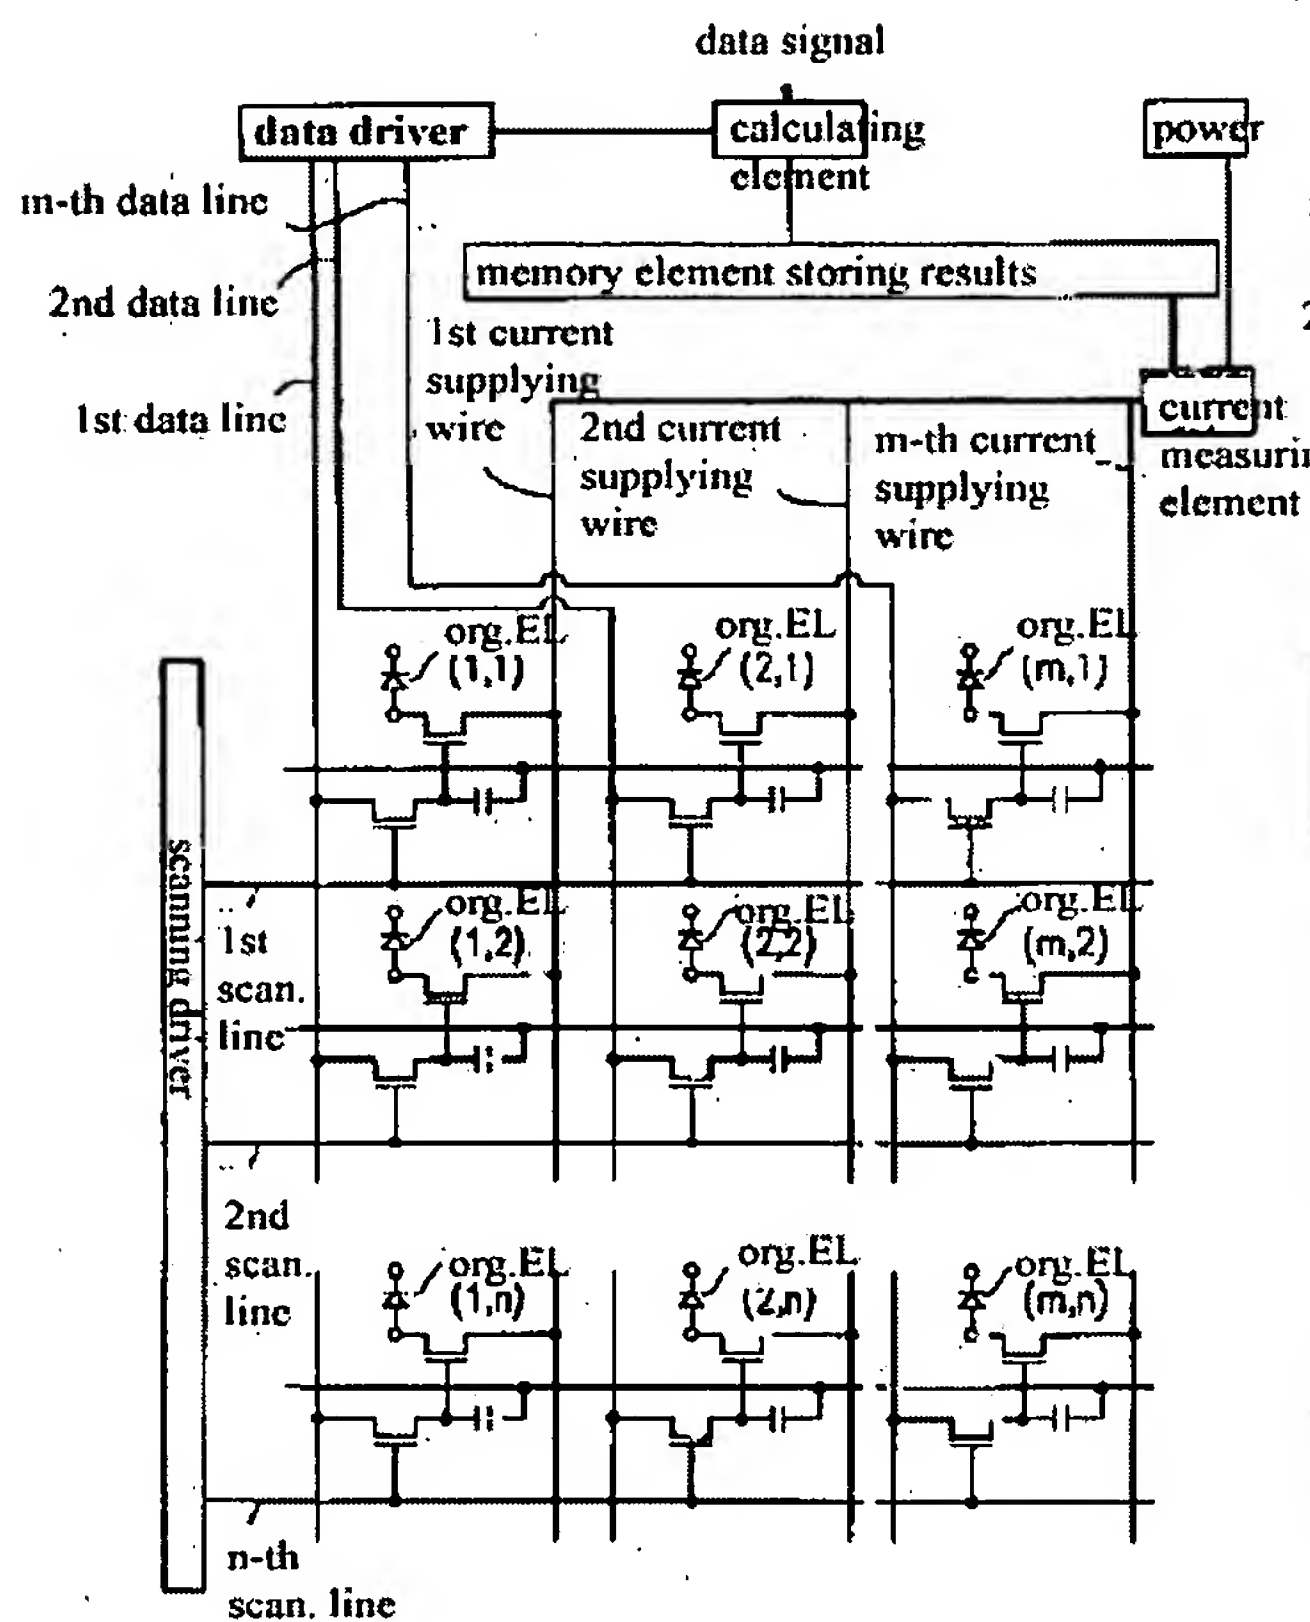 data signal
data driver
calculating
element
power
m-th data line
2nd data line
1st data line
memory element storing results
1st current
supplying
wire
2nd current
supplying
wire
m-th current
supplying
wire
current
element
org.EL
(1,1)
org.EL
(2,1)
org.EL
(m,1)
scanning driver
1st
scan.
line
org.EL
(1,2)
org.EL
(2,2)
org.EL
(m,2)
2nd
scan.
line
org.EL
(1,n)
org.EL
(2,n)
org.EL
(m,n)
n-th
scan. line